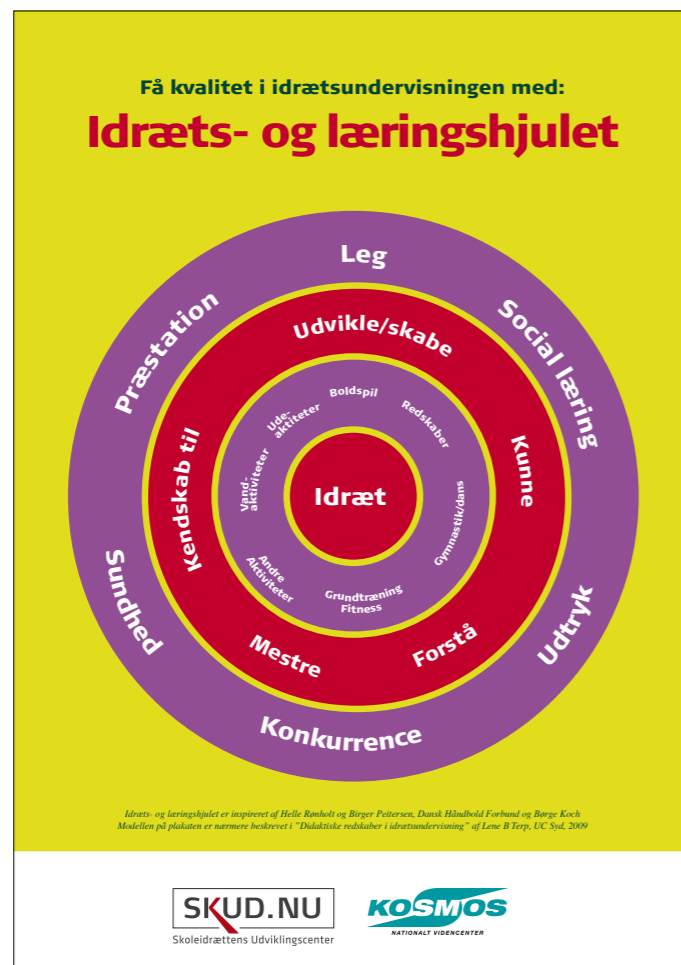 Få kvalitet i idrætsundervisningen med:
Idræts- og læringshjulet
Leg
Social læring
Udtryk
Konkurrence
Sundhed
Præstation
Udvikle/skabe
Kunne
Forstå
Mestre
Kendskab til
Boldspil
Redskaber
Gymnastik/dans
Grundtræning
Fitness
Andre
Aktiviteter
Vand-
aktiviteter
Ude-
aktiteter
Idræt
Idræts- og læringshjulet er inspireret af Helle Rønholt og Birger Peitersen, Dansk Håndbold Forbund og Børge Koch
Modellen på plakaten er nærmere beskrevet i "Didaktiske redskaber i idrætsundervisning" af Lene B Terp, UC Syd, 2009
SKUD.NU
Skoleidrættens Udviklingscenter
KOSMOS
NATIONALT VIDENCENTER